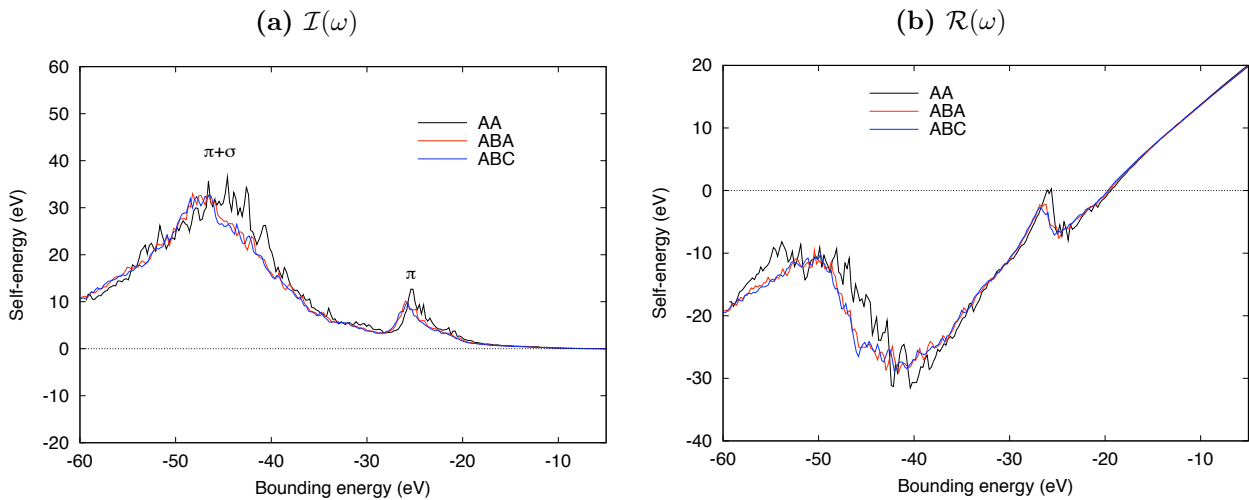 (a) I(ω)
60
50
40
30
20
10
0
-10
-20
-60 -50 -40 -30 -20 -10
Self-energy (eV)
Bounding energy (eV)
AA
ABA
ABC
π+σ
π
(b) R(ω)
20
10
0
-10
-20
-30
-40
-60 -50 -40 -30 -20 -10
Self-energy (eV)
Bounding energy (eV)
AA
ABA
ABC